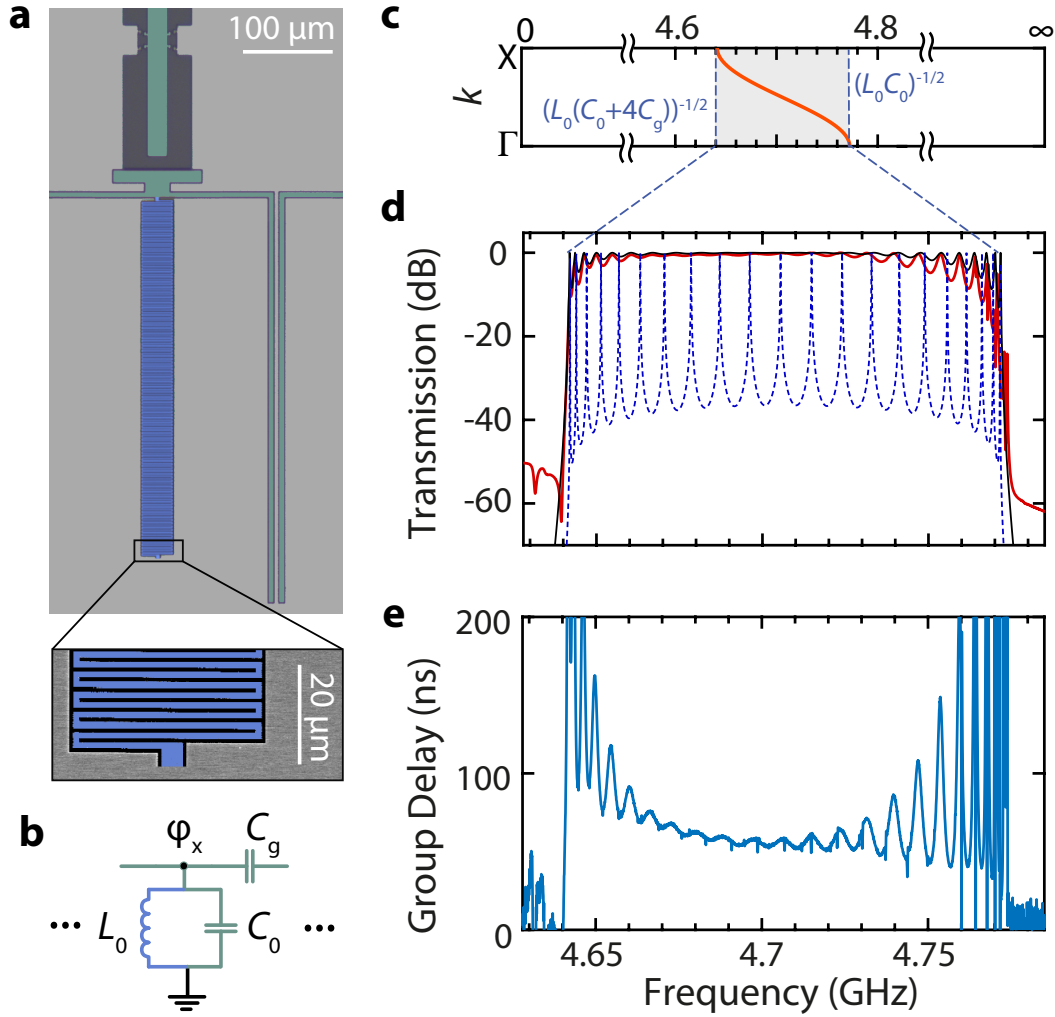 a
100 μm
20 μm
b
φx
Cg
L0
C0
...
...
c
0
4.6
4.8
∞
X
k
Γ
(L0(C0+4Cg))-1/2
(L0C0)-1/2
d
Transmission (dB)
0
-20
-40
-60
e
Group Delay (ns)
200
100
0
4.65
4.7
4.75
Frequency (GHz)